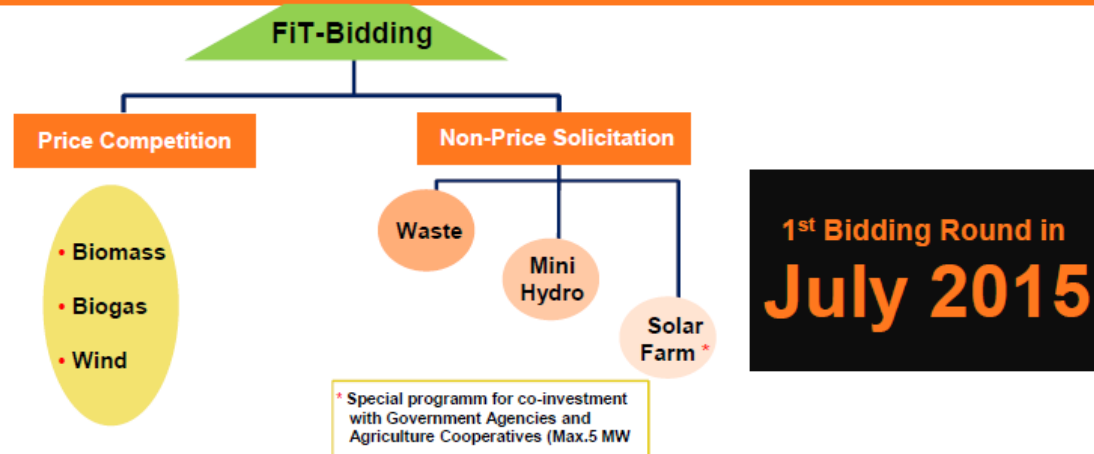 FiT-Bidding
Price Competition
Non-Price Solicitation
• Biomass
• Biogas
• Wind
Waste
Mini
Hydro
Solar
Farm *
* Special programm for co-investment
with Government Agencies and
Agriculture Cooperatives (Max.5 MW
1st Bidding Round in
July 2015